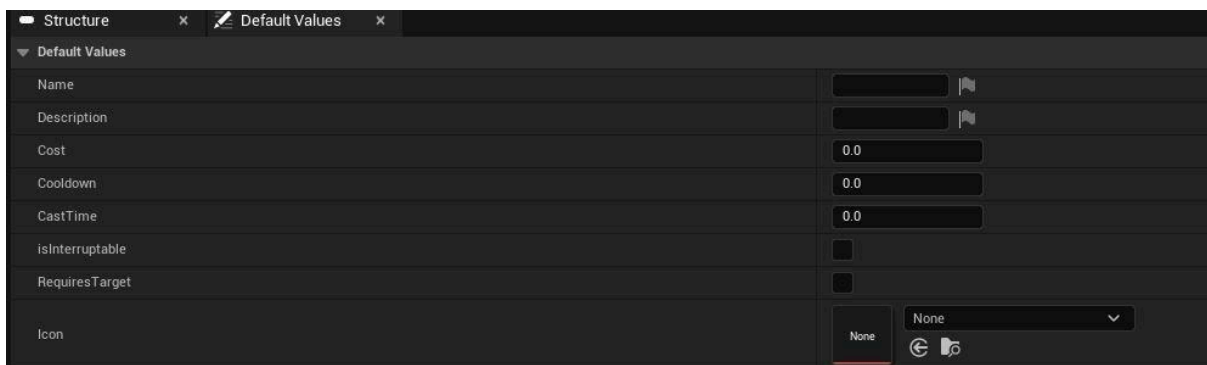 Structure
Default Values
Default Values
Name
Description
Cost 0.0
Cooldown 0.0
CastTime 0.0
isInterruptable
RequiresTarget
Icon None None